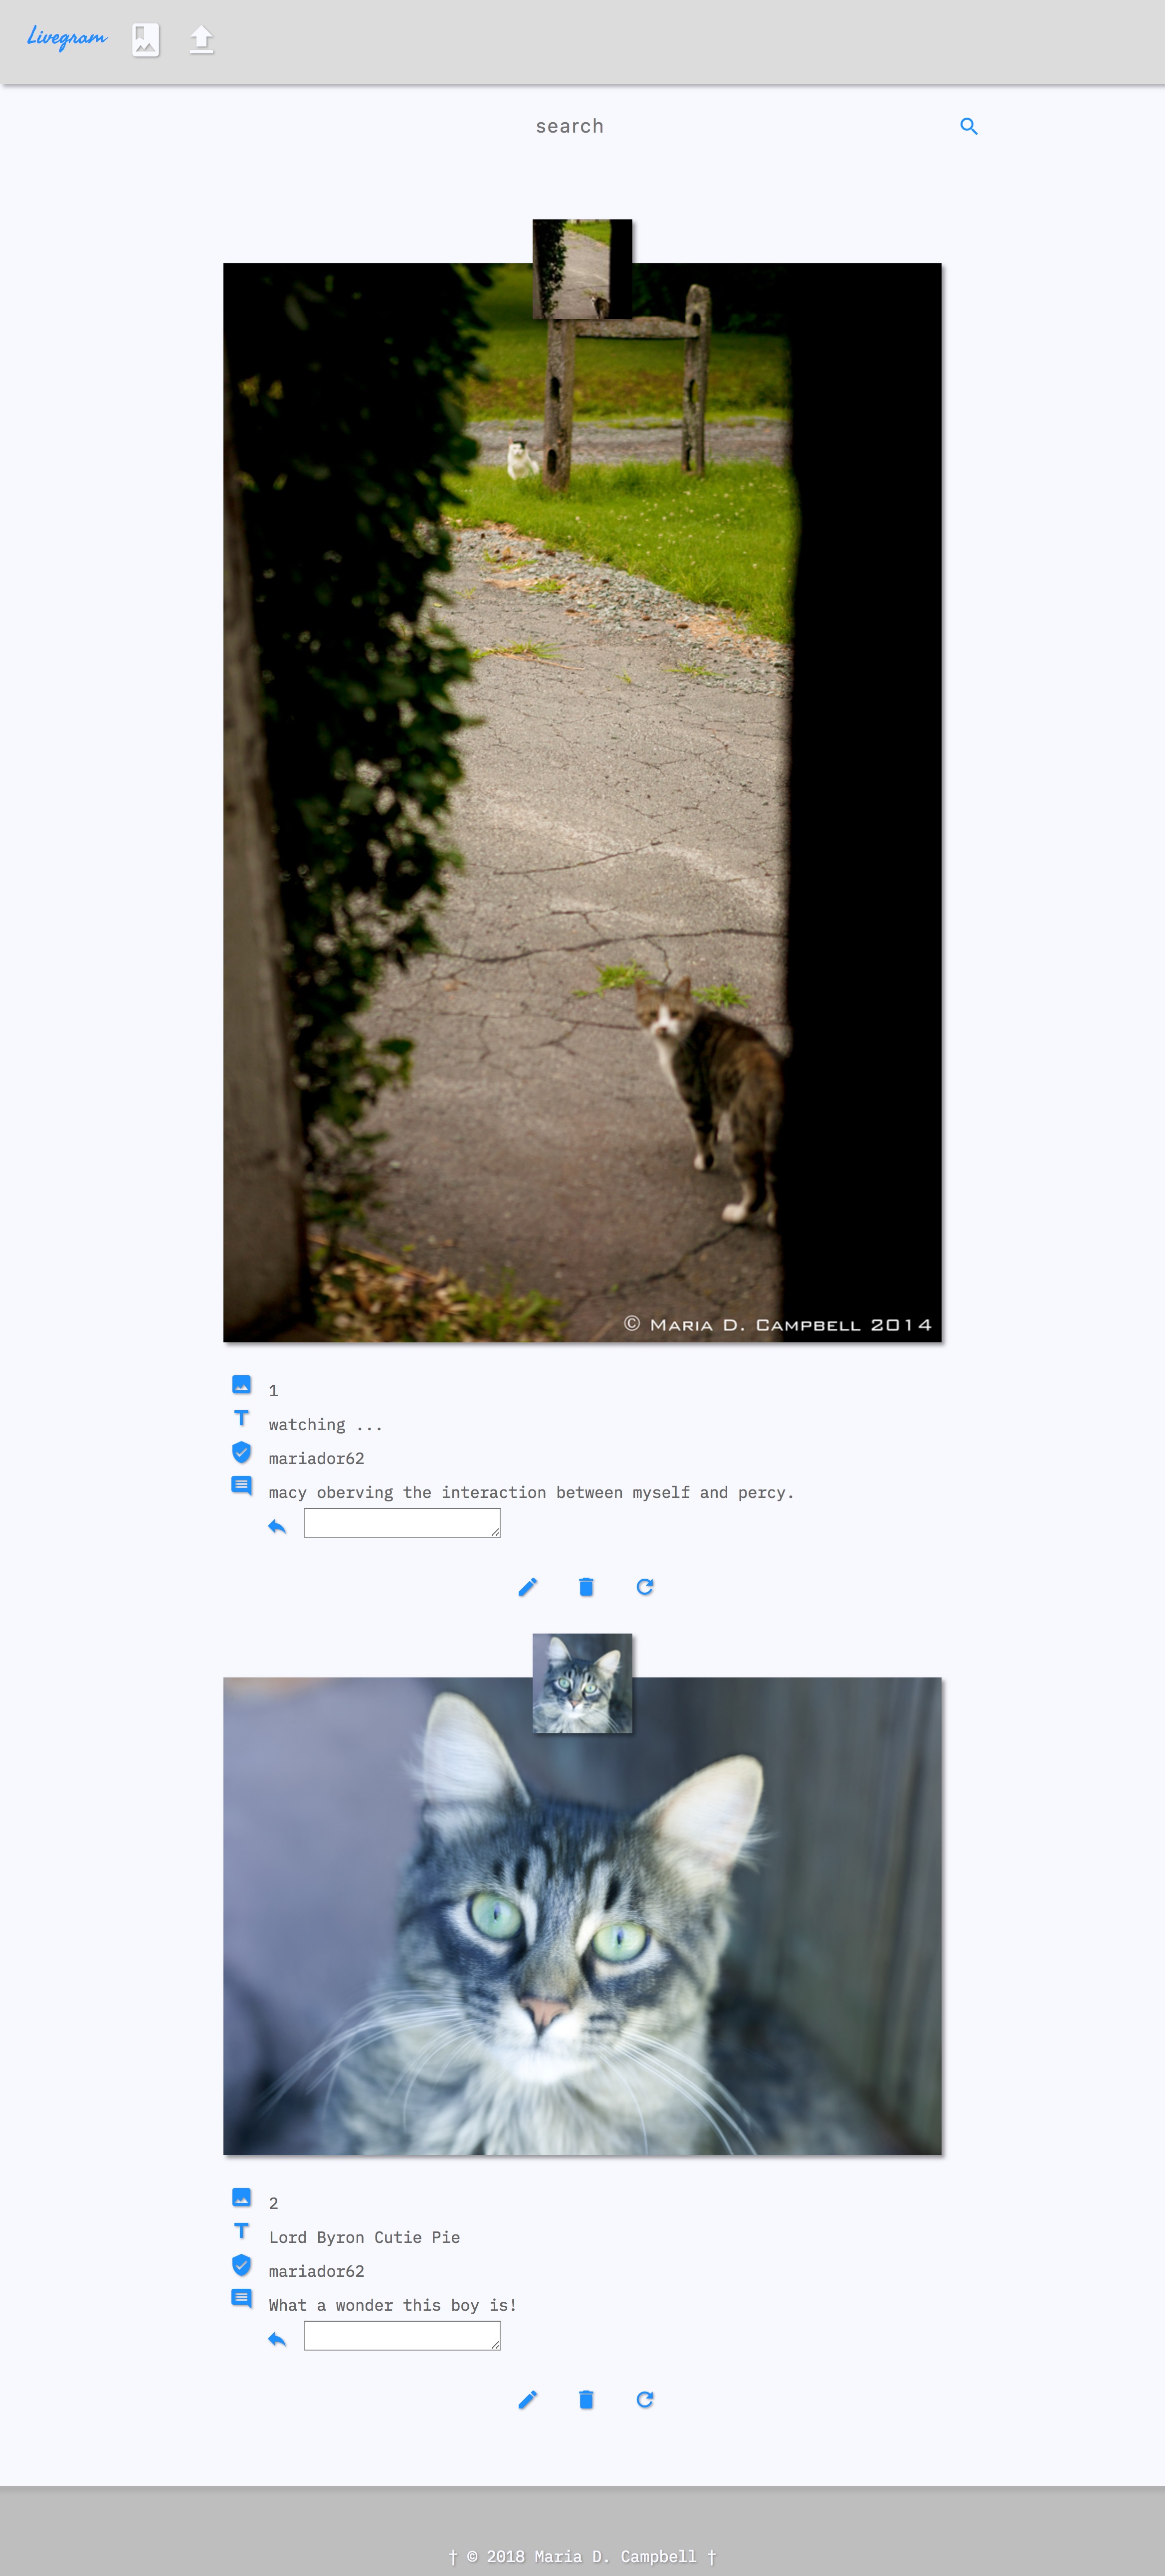 Livegram
search
© MARIA D. CAMPBELL 2014
1
watching ...
mariador62
macy oberving the interaction between myself and percy.
2
Lord Byron Cutie Pie
mariador62
What a wonder this boy is!
† © 2018 Maria D. Campbell †